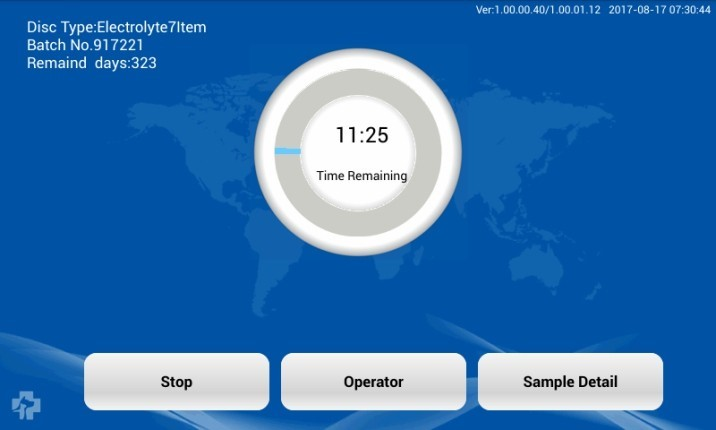 Ver:1.00.00.40/1.00.01.12 2017-08-17 07:30:44
Disc Type:Electrolyte7Item
Batch No.917221
Remaind days:323
11:25
Time Remaining
Stop
Operator
Sample Detail